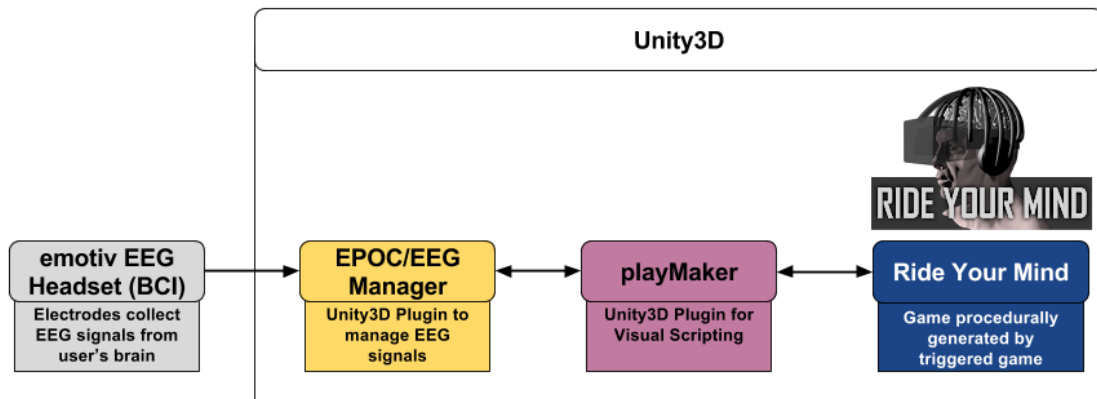 Unity3D
RIDE YOUR MIND
emotiv EEG
Headset (BCI)
Electrodes collect
EEG signals from
user's brain
EPOC/EEG
Manager
Unity3D Plugin to
manage EEG
signals
playMaker
Unity3D Plugin for
Visual Scripting
Ride Your Mind
Game procedurally
generated by
triggered game